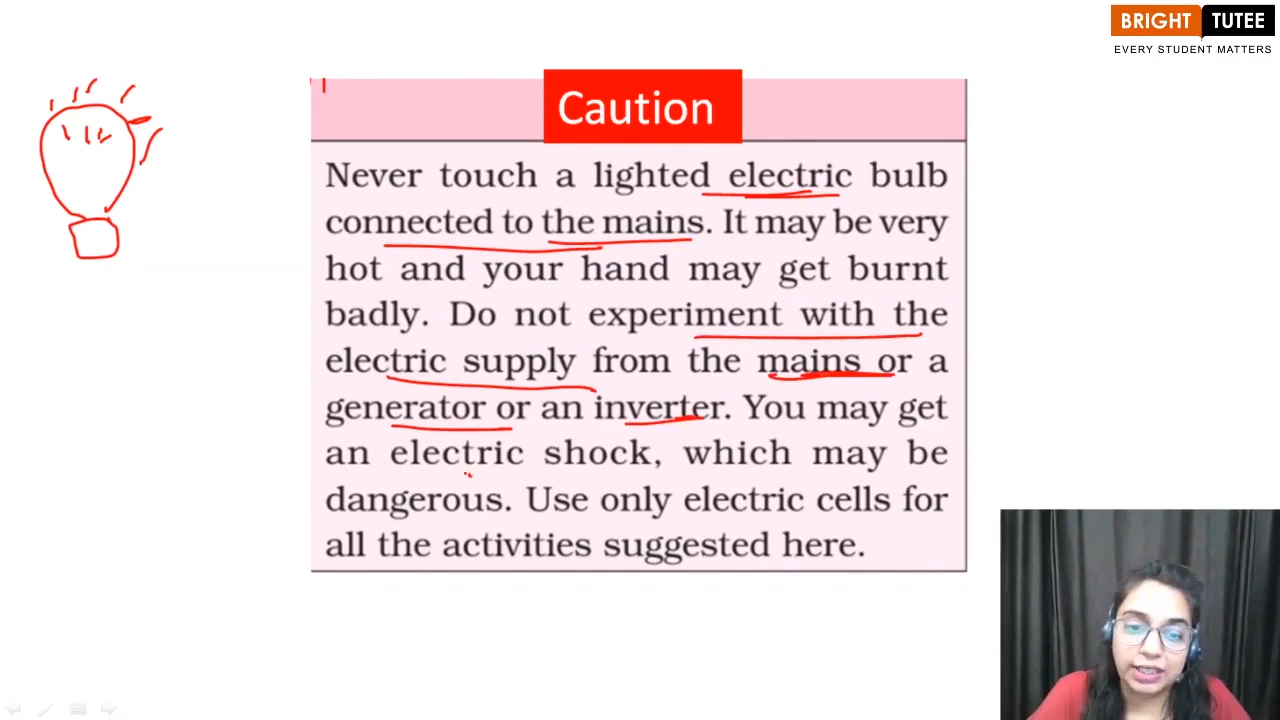 BRIGHT TUTEE
EVERY STUDENT MATTERS
Caution
Never touch a lighted electric bulb
connected to the mains. It may be very
hot and your hand may get burnt
badly. Do not experiment with the
electric supply from the mains or a
generator or an inverter. You may get
an electric shock, which may be
dangerous. Use only electric cells for
all the activities suggested here.